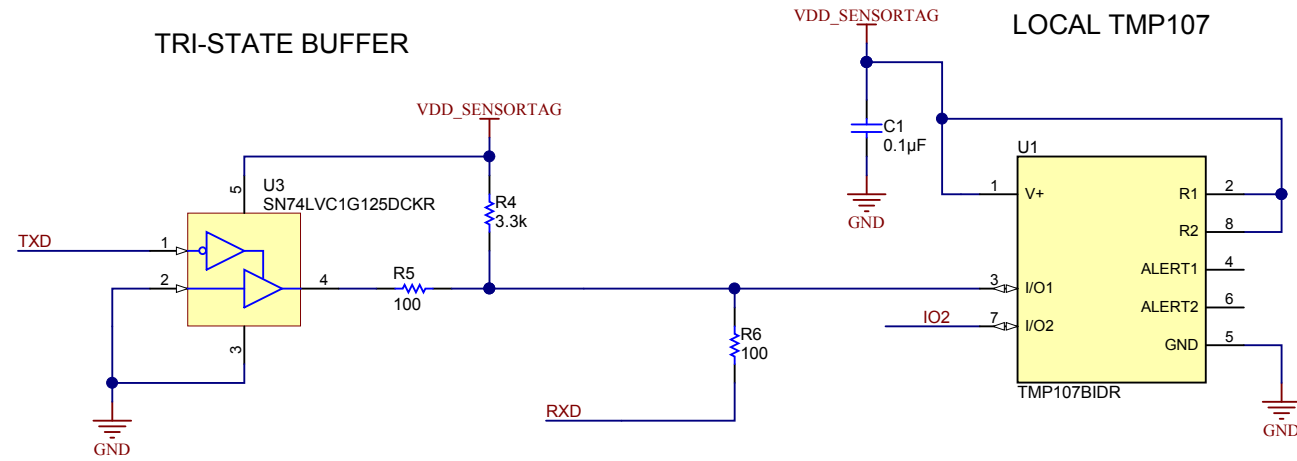 TRI-STATE BUFFER
VDD_SENSORTAG
LOCAL TMP107
VDD_SENSORTAG
C1
0.1µF
GND
U1
1
V+
R1
2
R2
8
ALERT1
4
3
I/O1
ALERT2
6
IO2
7
I/O2
GND
5
TMP107BIDR
GND
5
U3
SN74LVC1G125DCKR
R4
3.3k
TXD
1
2
4
R5
100
3
R6
100
RXD
GND